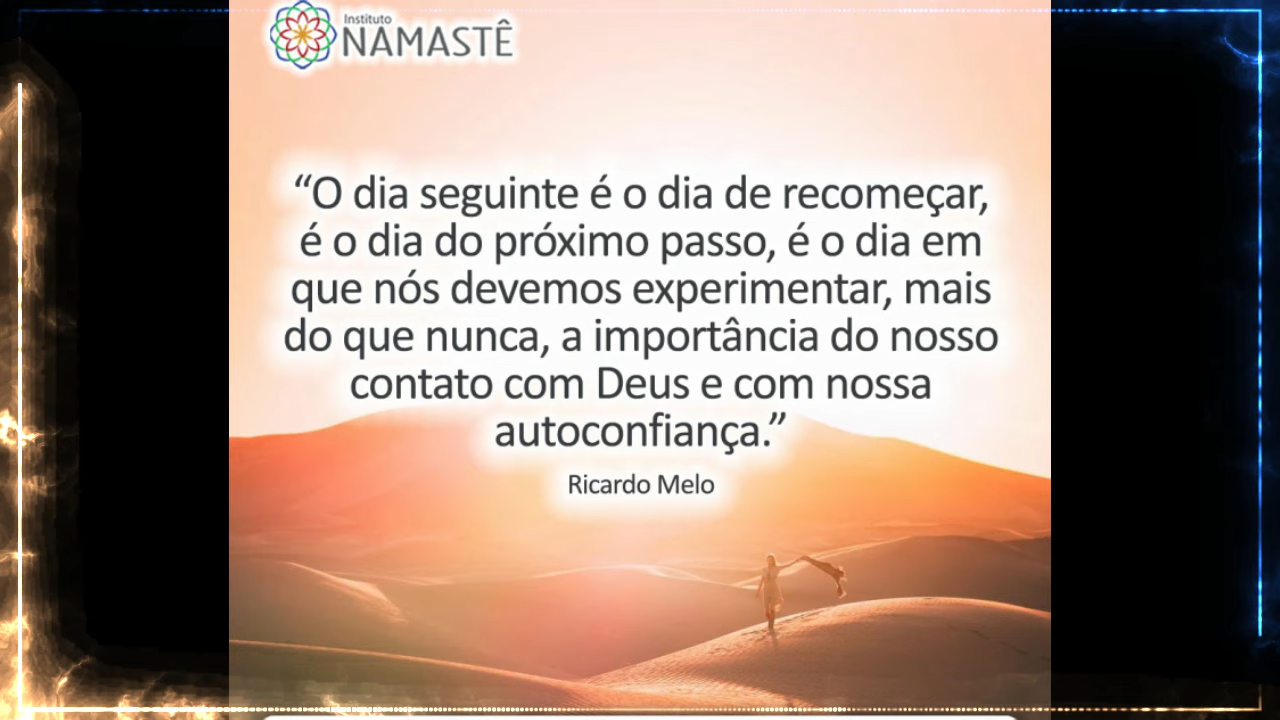 Instituto
NAMASTÊ
“O dia seguinte é o dia de recomeçar,
é o dia do próximo passo, é o dia em
que nós devemos experimentar, mais
do que nunca, a importância do nosso
contato com Deus e com nossa
autoconfiança.”
Ricardo Melo